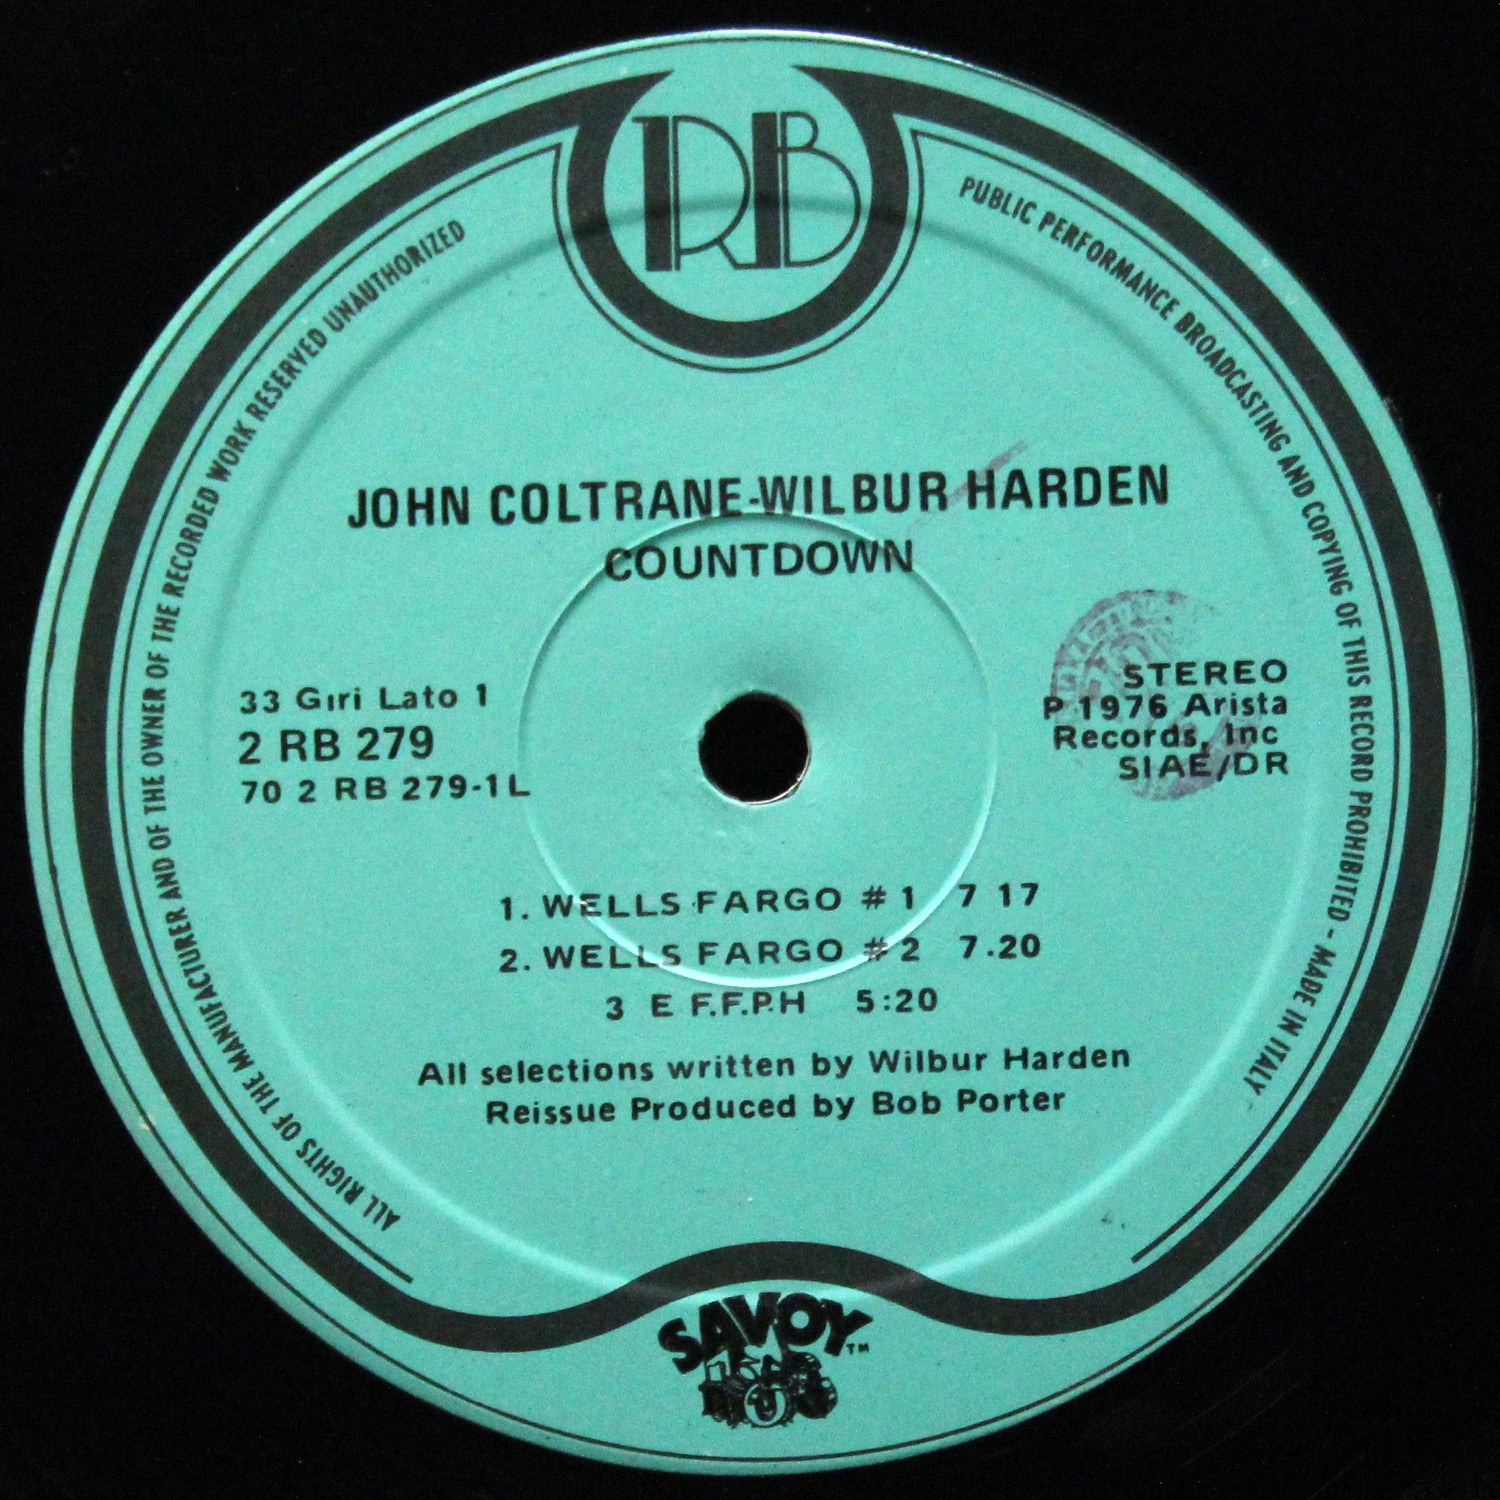 RB
ALL RIGHTS OF THE MANUFACTURER AND OF THE OWNER OF THE RECORDED WORK RESERVED UNAUTHORIZED
PUBLIC PERFORMANCE BROADCASTING AND COPYING OF THIS RECORD PROHIBITED - MADE IN ITALY
JOHN COLTRANE-WILBUR HARDEN
COUNTDOWN
33 Giri Lato 1
2 RB 279
70 2 RB 279-1L
STEREO
P 1976 Arista
Records, Inc
SIAE/DR
1. WELLS FARGO # 1 7 17
2. WELLS FARGO # 2 7.20
3 E F.F.P.H 5:20
All selections written by Wilbur Harden
Reissue Produced by Bob Porter
SAVOY TM